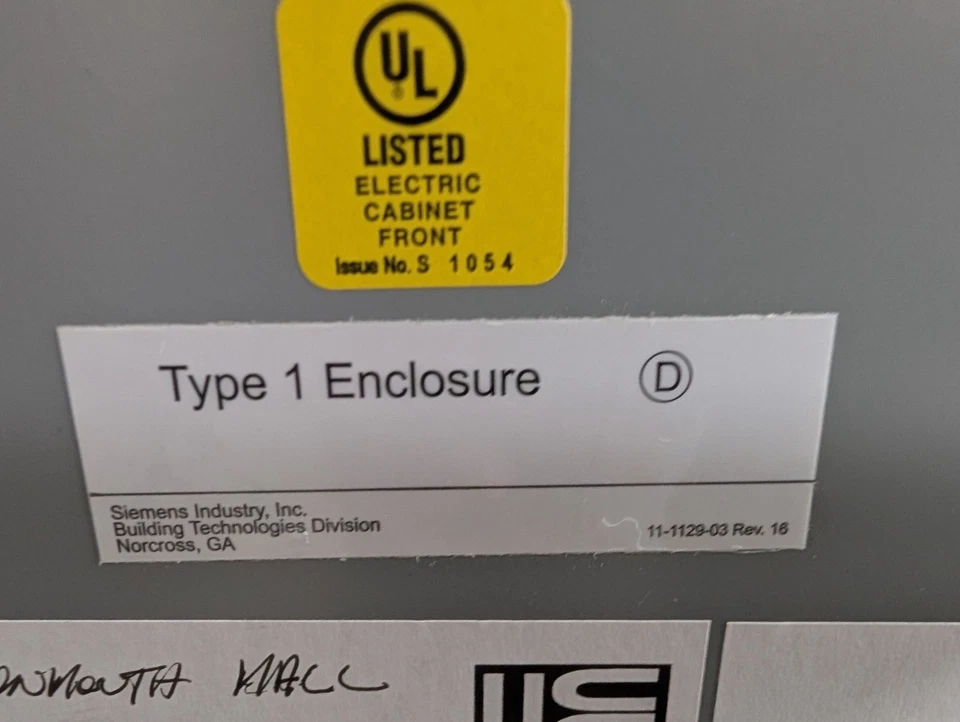 UL
LISTED
ELECTRIC
CABINET
FRONT
Issue No. S 1054
Type 1 Enclosure D
Siemens Industry, Inc.
Building Technologies Division
Norcross, GA
11-1129-03 Rev. 16
MALL